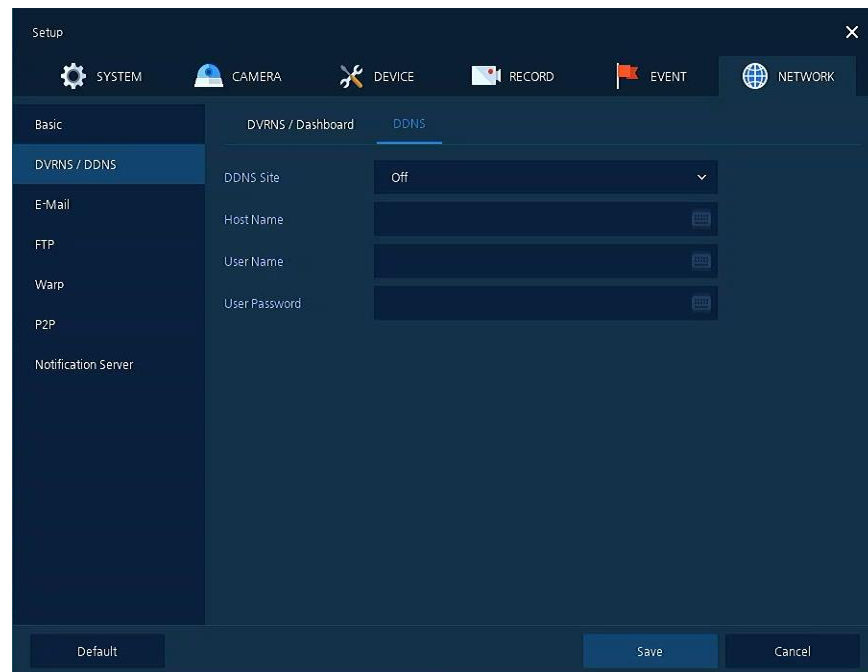 Setup
SYSTEM CAMERA DEVICE RECORD EVENT NETWORK
Basic
DVRNS / DDNS
E-Mail
FTP
Warp
P2P
Notification Server
DVRNS / Dashboard DDNS
DDNS Site Off
Host Name
User Name
User Password
Default Save Cancel